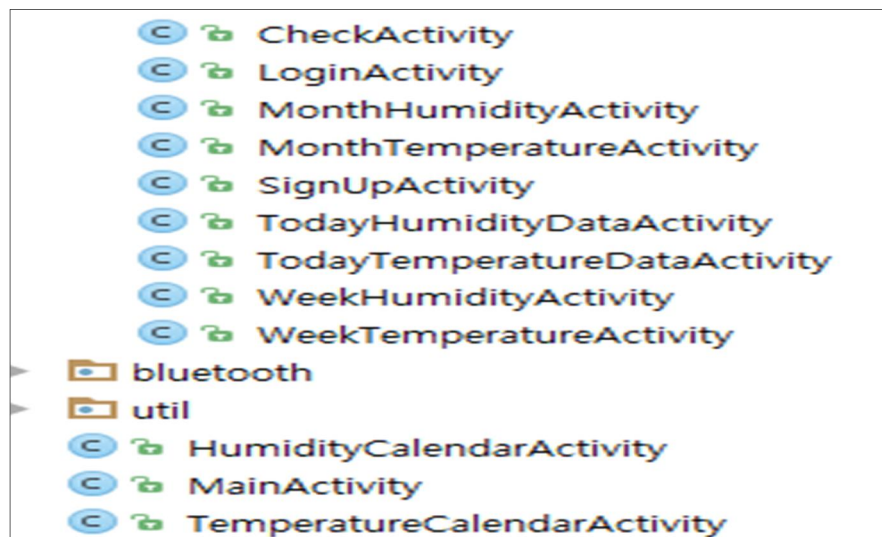 CheckActivity
LoginActivity
MonthHumidityActivity
MonthTemperatureActivity
SignUpActivity
TodayHumidityDataActivity
TodayTemperatureDataActivity
WeekHumidityActivity
WeekTemperatureActivity
bluetooth
util
HumidityCalendarActivity
MainActivity
TemperatureCalendarActivity